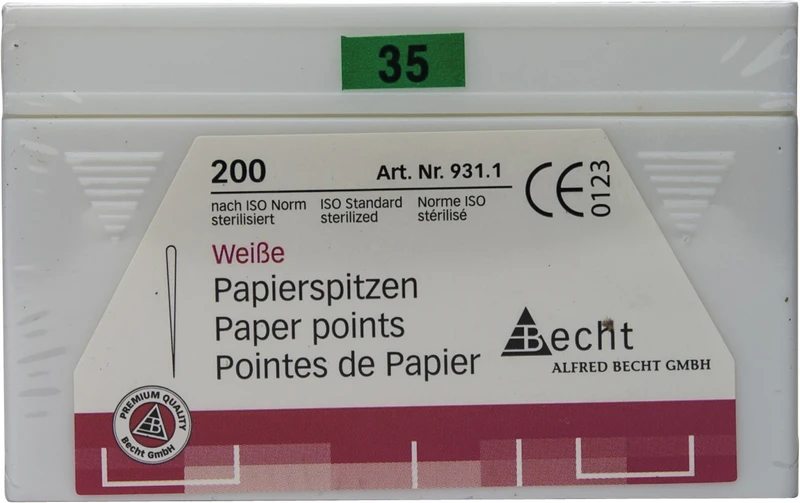 35
200 Art. Nr. 931.1
nach ISO Norm ISO Standard Norme ISO
sterilisiert sterilized stérilisé
CE 0123
Weiße
Papierspitzen
Paper points
Pointes de Papier
Becht
ALFRED BECHT GMBH
PREMIUM QUALITY
B
Becht GmbH